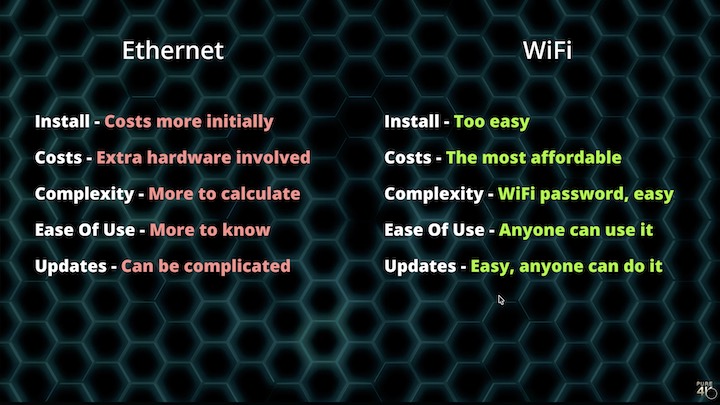 Ethernet
WiFi
Install - Costs more initially
Costs - Extra hardware involved
Complexity - More to calculate
Ease Of Use - More to know
Updates - Can be complicated
Install - Too easy
Costs - The most affordable
Complexity - WiFi password, easy
Ease Of Use - Anyone can use it
Updates - Easy, anyone can do it
PURE